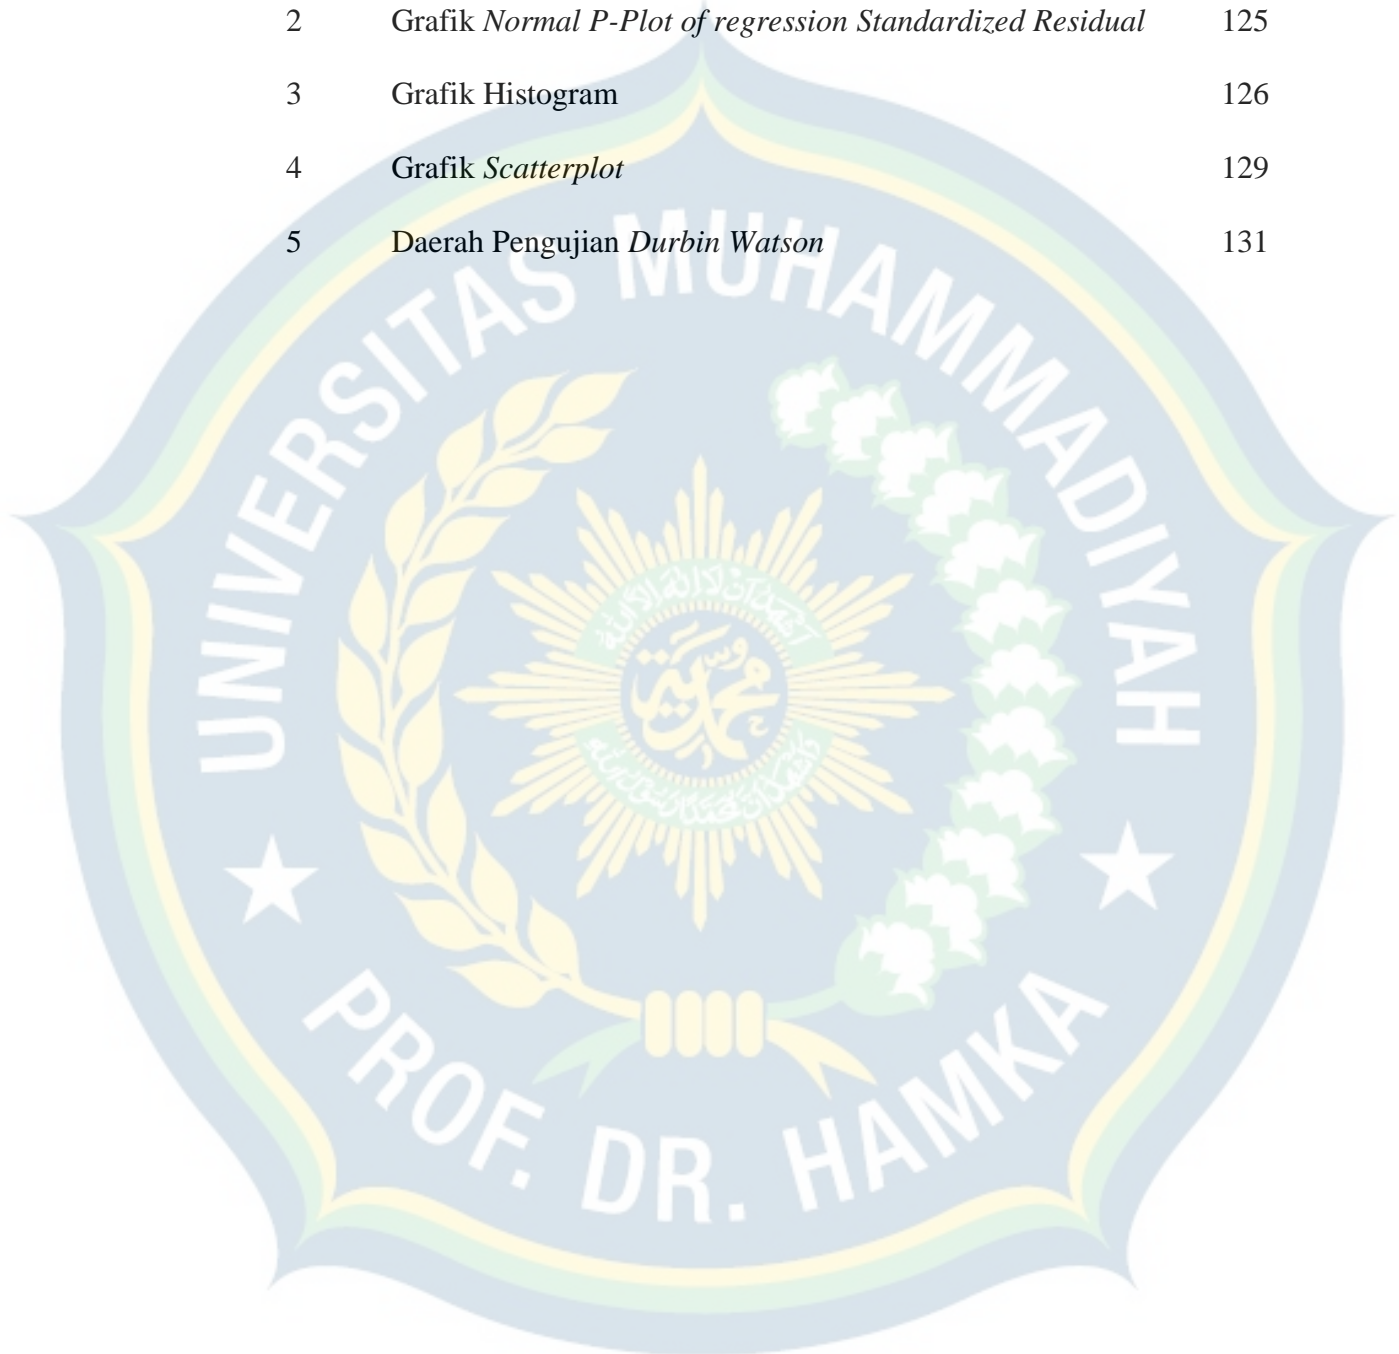 2 Grafik Normal P-Plot of regression Standardized Residual 125
3 Grafik Histogram 126
4 Grafik Scatterplot 129
5 Daerah Pengujian Durbin Watson 131
UNIVERSITAS MUHAMMADIYAH
محمدية
PROF. DR. HAMKA